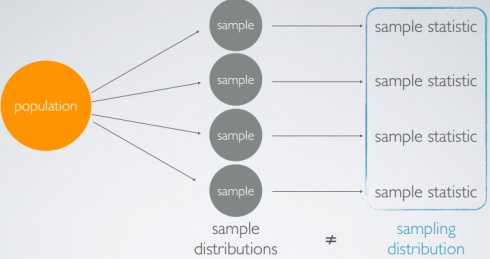 population
sample
sample statistic
sample
sample statistic
sample
sample statistic
sample
sample statistic
sample
distributions
≠
sampling
distribution